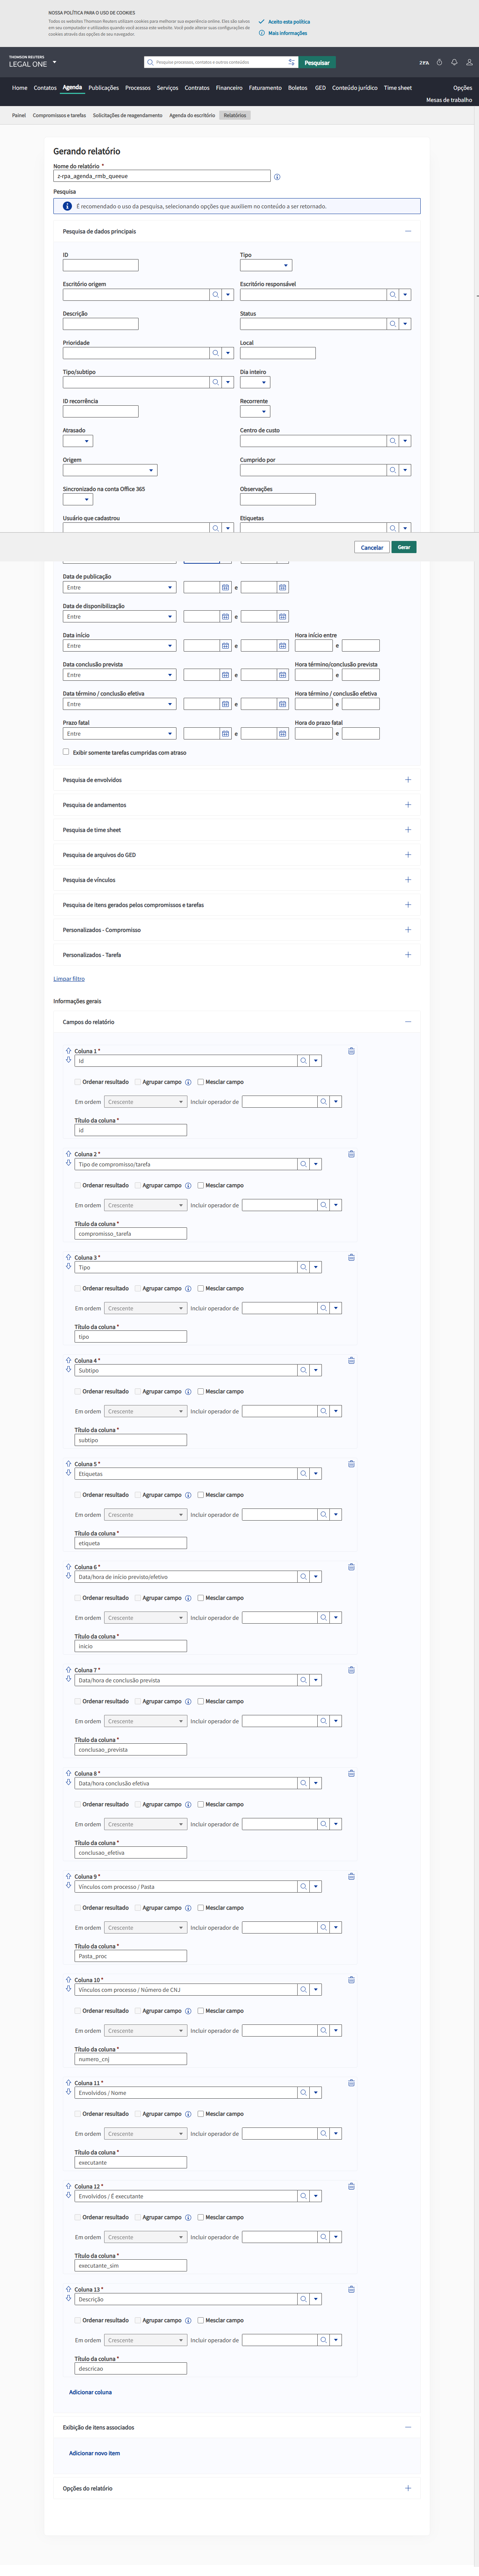 NOSSA POLÍTICA PARA O USO DE COOKIES
Todos os websites Thomson Reuters utilizam cookies para melhorar sua experiência online. Eles são salvos
em seu computador e utilizados quando você acessa este website. Você pode alterar suas configurações de
cookies através das opções de seu navegador.
Aceito esta política
Mais informações
THOMSON REUTERS
LEGAL ONE
Pesquise processos, contatos e outros conteúdos
Pesquisar
Home Contatos Agenda Publicações Processos Serviços Contratos Financeiro Faturamento Boletos GED Conteúdo jurídico Time sheet Opções
Mesas de trabalho
Painel Compromissos e tarefas Solicitações de reagendamento Agenda do escritório Relatórios
Gerando relatório
Nome do relatório *
z-rpa_agenda_rmb_queeue
Pesquisa
É recomendado o uso da pesquisa, selecionando opções que auxiliem no conteúdo a ser retornado.
Pesquisa de dados principais
ID Tipo
Escritório origem Escritório responsável
Descrição Status
Prioridade Local
Tipo/subtipo Dia inteiro
ID recorrência Recorrente
Atrasado Centro de custo
Origem Cumprido por
Sincronizado na conta Office 365 Observações
Usuário que cadastrou Etiquetas
Cancelar Gerar
Data de publicação
Entre e
Data de disponibilização
Entre e
Data início Hora início entre
Entre e e
Data conclusão prevista Hora término/conclusão prevista
Entre e e
Data término / conclusão efetiva Hora término / conclusão efetiva
Entre e e
Prazo fatal Hora do prazo fatal
Entre e e
Exibir somente tarefas cumpridas com atraso
Pesquisa de envolvidos
Pesquisa de andamentos
Pesquisa de time sheet
Pesquisa de arquivos do GED
Pesquisa de vínculos
Pesquisa de itens gerados pelos compromissos e tarefas
Personalizados - Compromisso
Personalizados - Tarefa
Limpar filtro
Informações gerais
Campos do relatório
Coluna 1 *
Id
Ordenar resultado Agrupar campo Mesclar campo
Em ordem Crescente Incluir operador de
Título da coluna *
id
Coluna 2 *
Tipo de compromisso/tarefa
Ordenar resultado Agrupar campo Mesclar campo
Em ordem Crescente Incluir operador de
Título da coluna *
compromisso_tarefa
Coluna 3 *
Tipo
Ordenar resultado Agrupar campo Mesclar campo
Em ordem Crescente Incluir operador de
Título da coluna *
tipo
Coluna 4 *
Subtipo
Ordenar resultado Agrupar campo Mesclar campo
Em ordem Crescente Incluir operador de
Título da coluna *
subtipo
Coluna 5 *
Etiquetas
Ordenar resultado Agrupar campo Mesclar campo
Em ordem Crescente Incluir operador de
Título da coluna *
etiqueta
Coluna 6 *
Data/hora de início previsto/efetivo
Ordenar resultado Agrupar campo Mesclar campo
Em ordem Crescente Incluir operador de
Título da coluna *
inicio
Coluna 7 *
Data/hora de conclusão prevista
Ordenar resultado Agrupar campo Mesclar campo
Em ordem Crescente Incluir operador de
Título da coluna *
conclusao_prevista
Coluna 8 *
Data/hora conclusão efetiva
Ordenar resultado Agrupar campo Mesclar campo
Em ordem Crescente Incluir operador de
Título da coluna *
conclusao_efetiva
Coluna 9 *
Vínculos com processo / Pasta
Ordenar resultado Agrupar campo Mesclar campo
Em ordem Crescente Incluir operador de
Título da coluna *
Pasta_proc
Coluna 10 *
Vínculos com processo / Número de CNJ
Ordenar resultado Agrupar campo Mesclar campo
Em ordem Crescente Incluir operador de
Título da coluna *
numero_cnj
Coluna 11 *
Envolvidos / Nome
Ordenar resultado Agrupar campo Mesclar campo
Em ordem Crescente Incluir operador de
Título da coluna *
executante
Coluna 12 *
Envolvidos / É executante
Ordenar resultado Agrupar campo Mesclar campo
Em ordem Crescente Incluir operador de
Título da coluna *
executante_sim
Coluna 13 *
Descrição
Ordenar resultado Agrupar campo Mesclar campo
Em ordem Crescente Incluir operador de
Título da coluna *
descricao
Adicionar coluna
Exibição de itens associados
Adicionar novo item
Opções do relatório